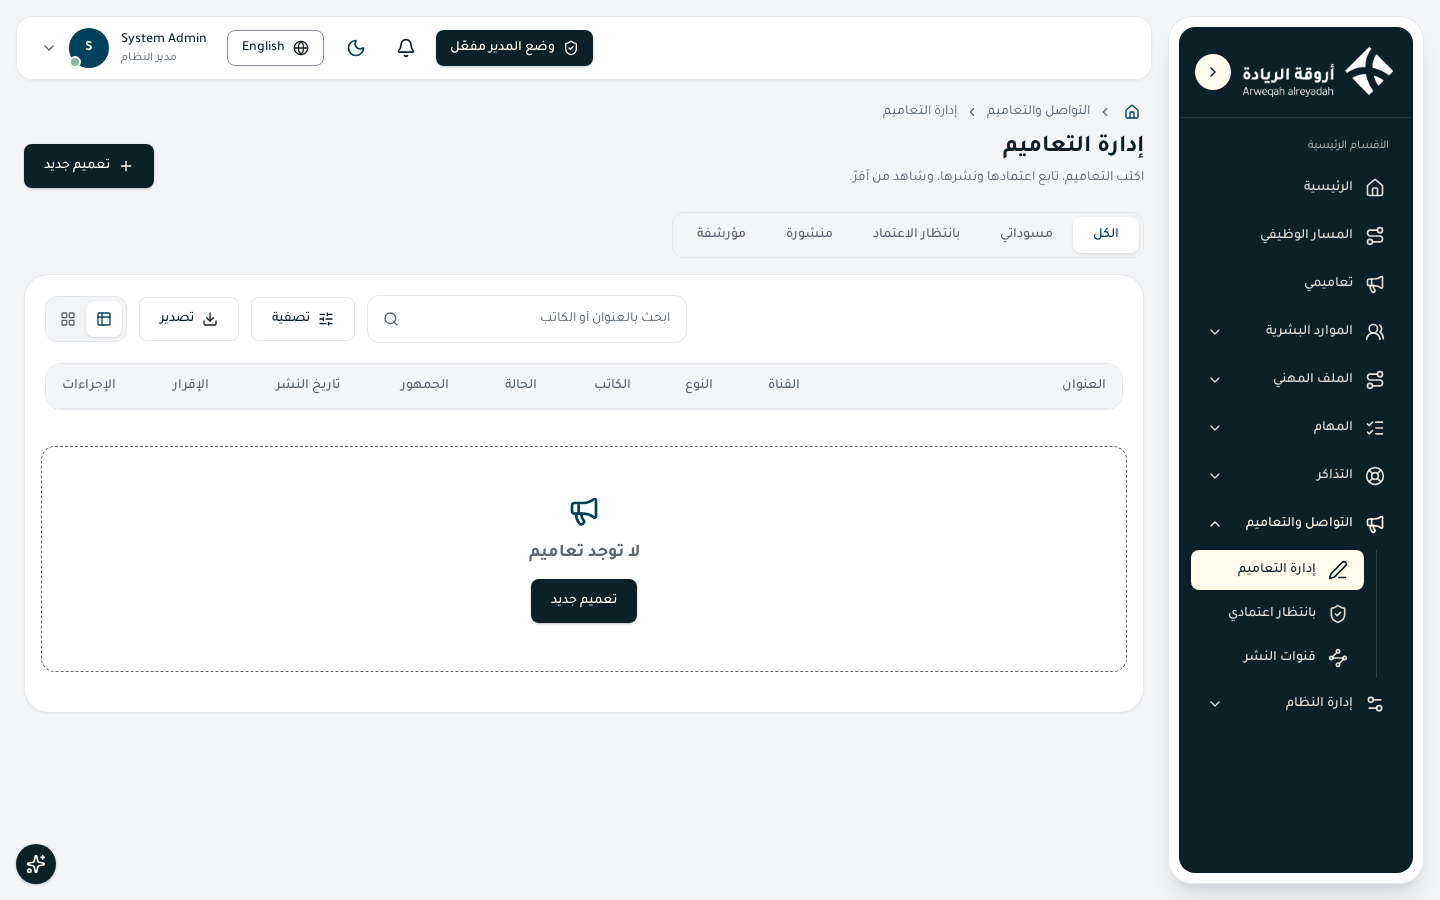 أروقة الريادة
Arweqah alreyadah
الأقسام الرئيسية
الرئيسية
المسار الوظيفي
تعاميمي
الموارد البشرية
الملف المهني
المهام
التذاكر
التواصل والتعاميم
إدارة التعاميم
بانتظار اعتمادي
قنوات النشر
إدارة النظام
وضع المدير مفعّل
English
System Admin
مدير النظام
S
التواصل والتعاميم
إدارة التعاميم
إدارة التعاميم
اكتب التعاميم، تابع اعتمادها ونشرها، وشاهد من أقرّ.
تعميم جديد
الكل
مسوداتي
بانتظار الاعتماد
منشورة
مؤرشفة
ابحث بالعنوان أو الكاتب
تصفية
تصدير
العنوان
القناة
النوع
الكاتب
الحالة
الجمهور
تاريخ النشر
الإقرار
الإجراءات
لا توجد تعاميم
تعميم جديد